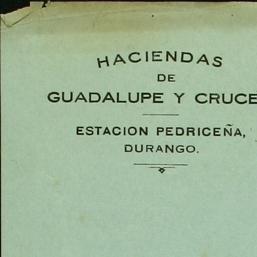 HACIENDAS
DE
GUADALUPE Y CRUCE
ESTACION PEDRICEÑA,
DURANGO.